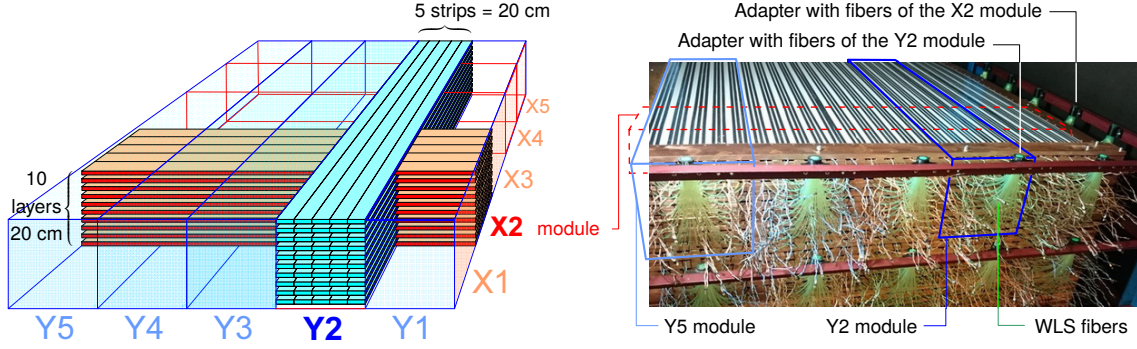 5 strips = 20 cm
10
layers
20 cm
X5
X4
X3
X2 module
X1
Y5 Y4 Y3 Y2 Y1
Adapter with fibers of the X2 module
Adapter with fibers of the Y2 module
Y5 module
Y2 module
WLS fibers